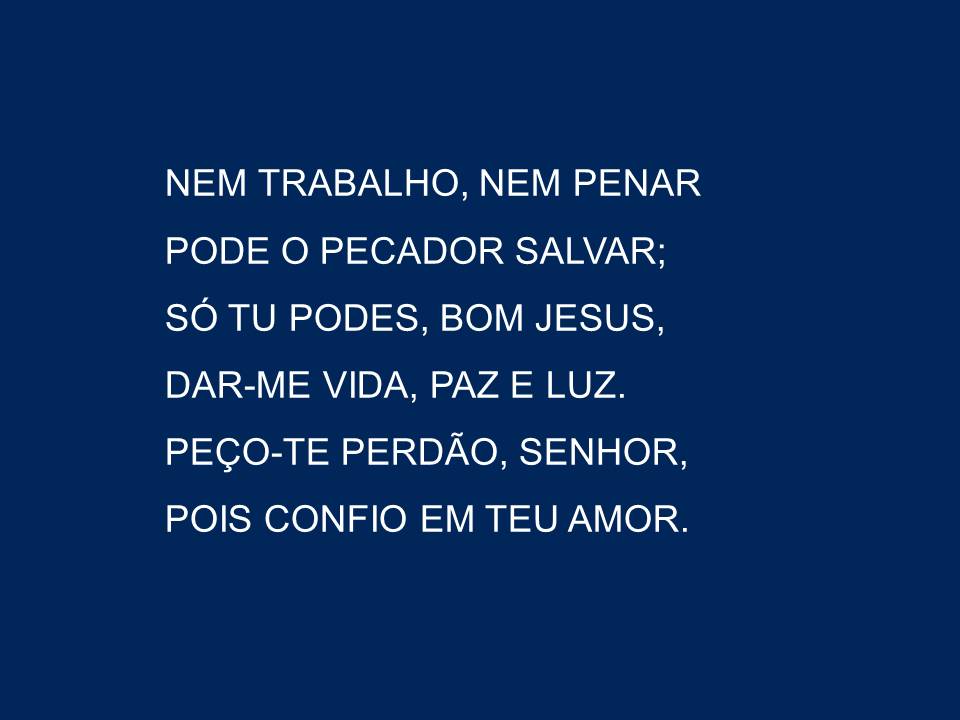 NEM TRABALHO, NEM PENAR
PODE O PECADOR SALVAR;
SÓ TU PODES, BOM JESUS,
DAR-ME VIDA, PAZ E LUZ.
PEÇO-TE PERDÃO, SENHOR,
POIS CONFIO EM TEU AMOR.